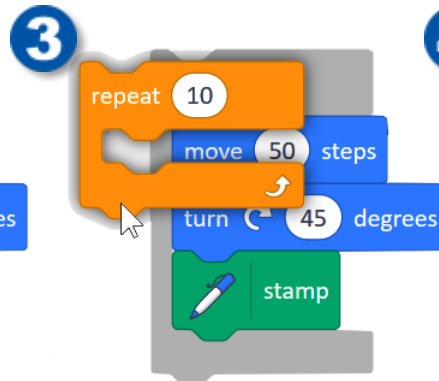 3
repeat 10
move 50 steps
es
turn 45 degrees
stamp